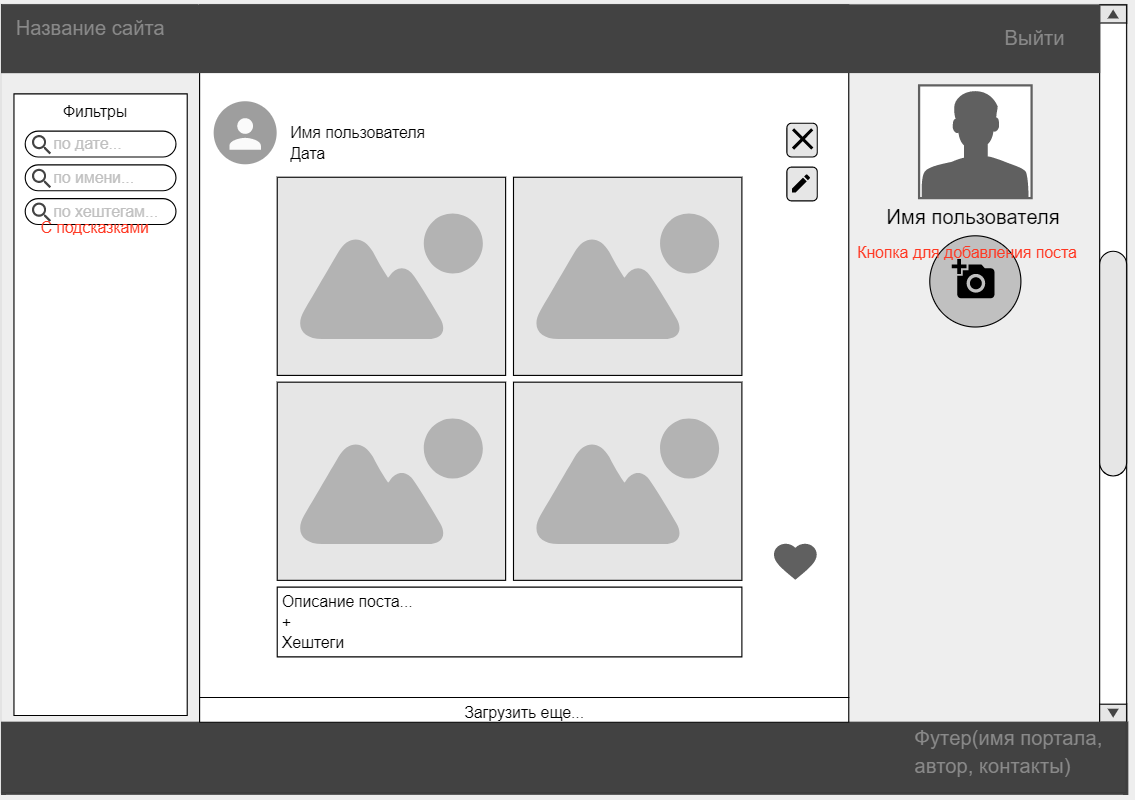 Название сайта
Выйти
Фильтры
по дате...
по имени...
по хештегам...
С подсказками
Имя пользователя
Дата
Описание поста...
+
Хештеги
Загрузить еще...
Имя пользователя
Кнопка для добавления поста
Футер(имя портала,
автор, контакты)